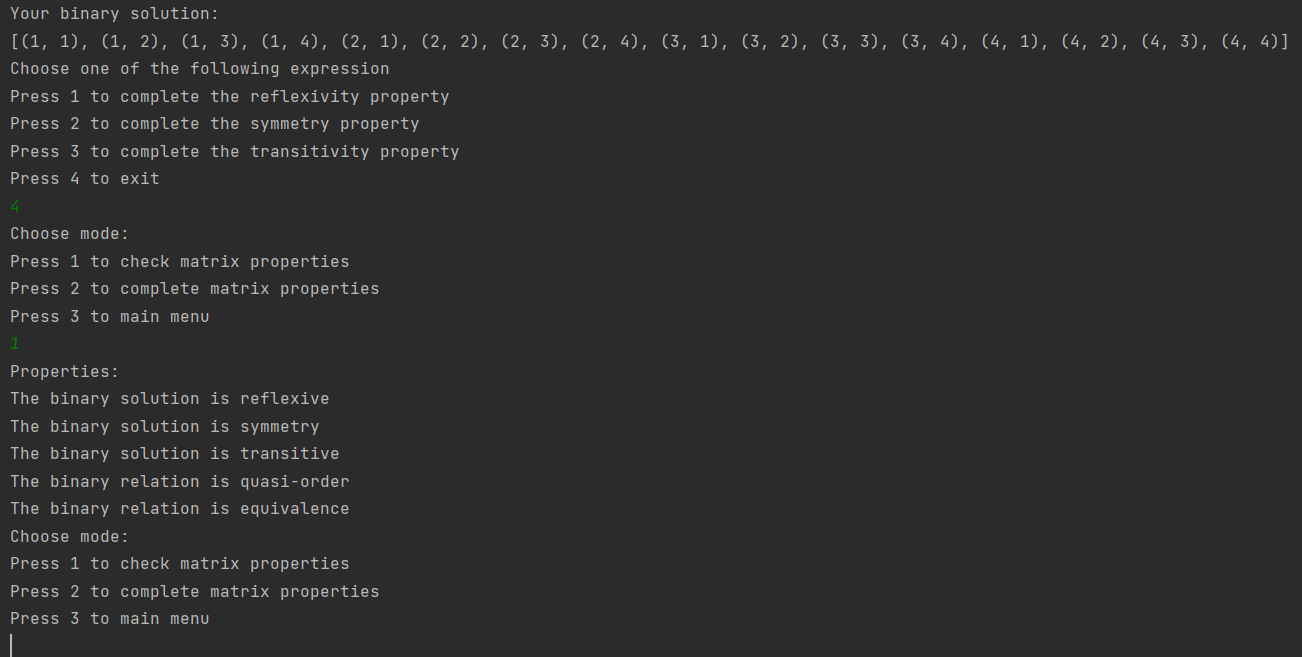 Your binary solution:
[(1, 1), (1, 2), (1, 3), (1, 4), (2, 1), (2, 2), (2, 3), (2, 4), (3, 1), (3, 2), (3, 3), (3, 4), (4, 1), (4, 2), (4, 3), (4, 4)]
Choose one of the following expression
Press 1 to complete the reflexivity property
Press 2 to complete the symmetry property
Press 3 to complete the transitivity property
Press 4 to exit
4
Choose mode:
Press 1 to check matrix properties
Press 2 to complete matrix properties
Press 3 to main menu
1
Properties:
The binary solution is reflexive
The binary solution is symmetry
The binary solution is transitive
The binary relation is quasi-order
The binary relation is equivalence
Choose mode:
Press 1 to check matrix properties
Press 2 to complete matrix properties
Press 3 to main menu